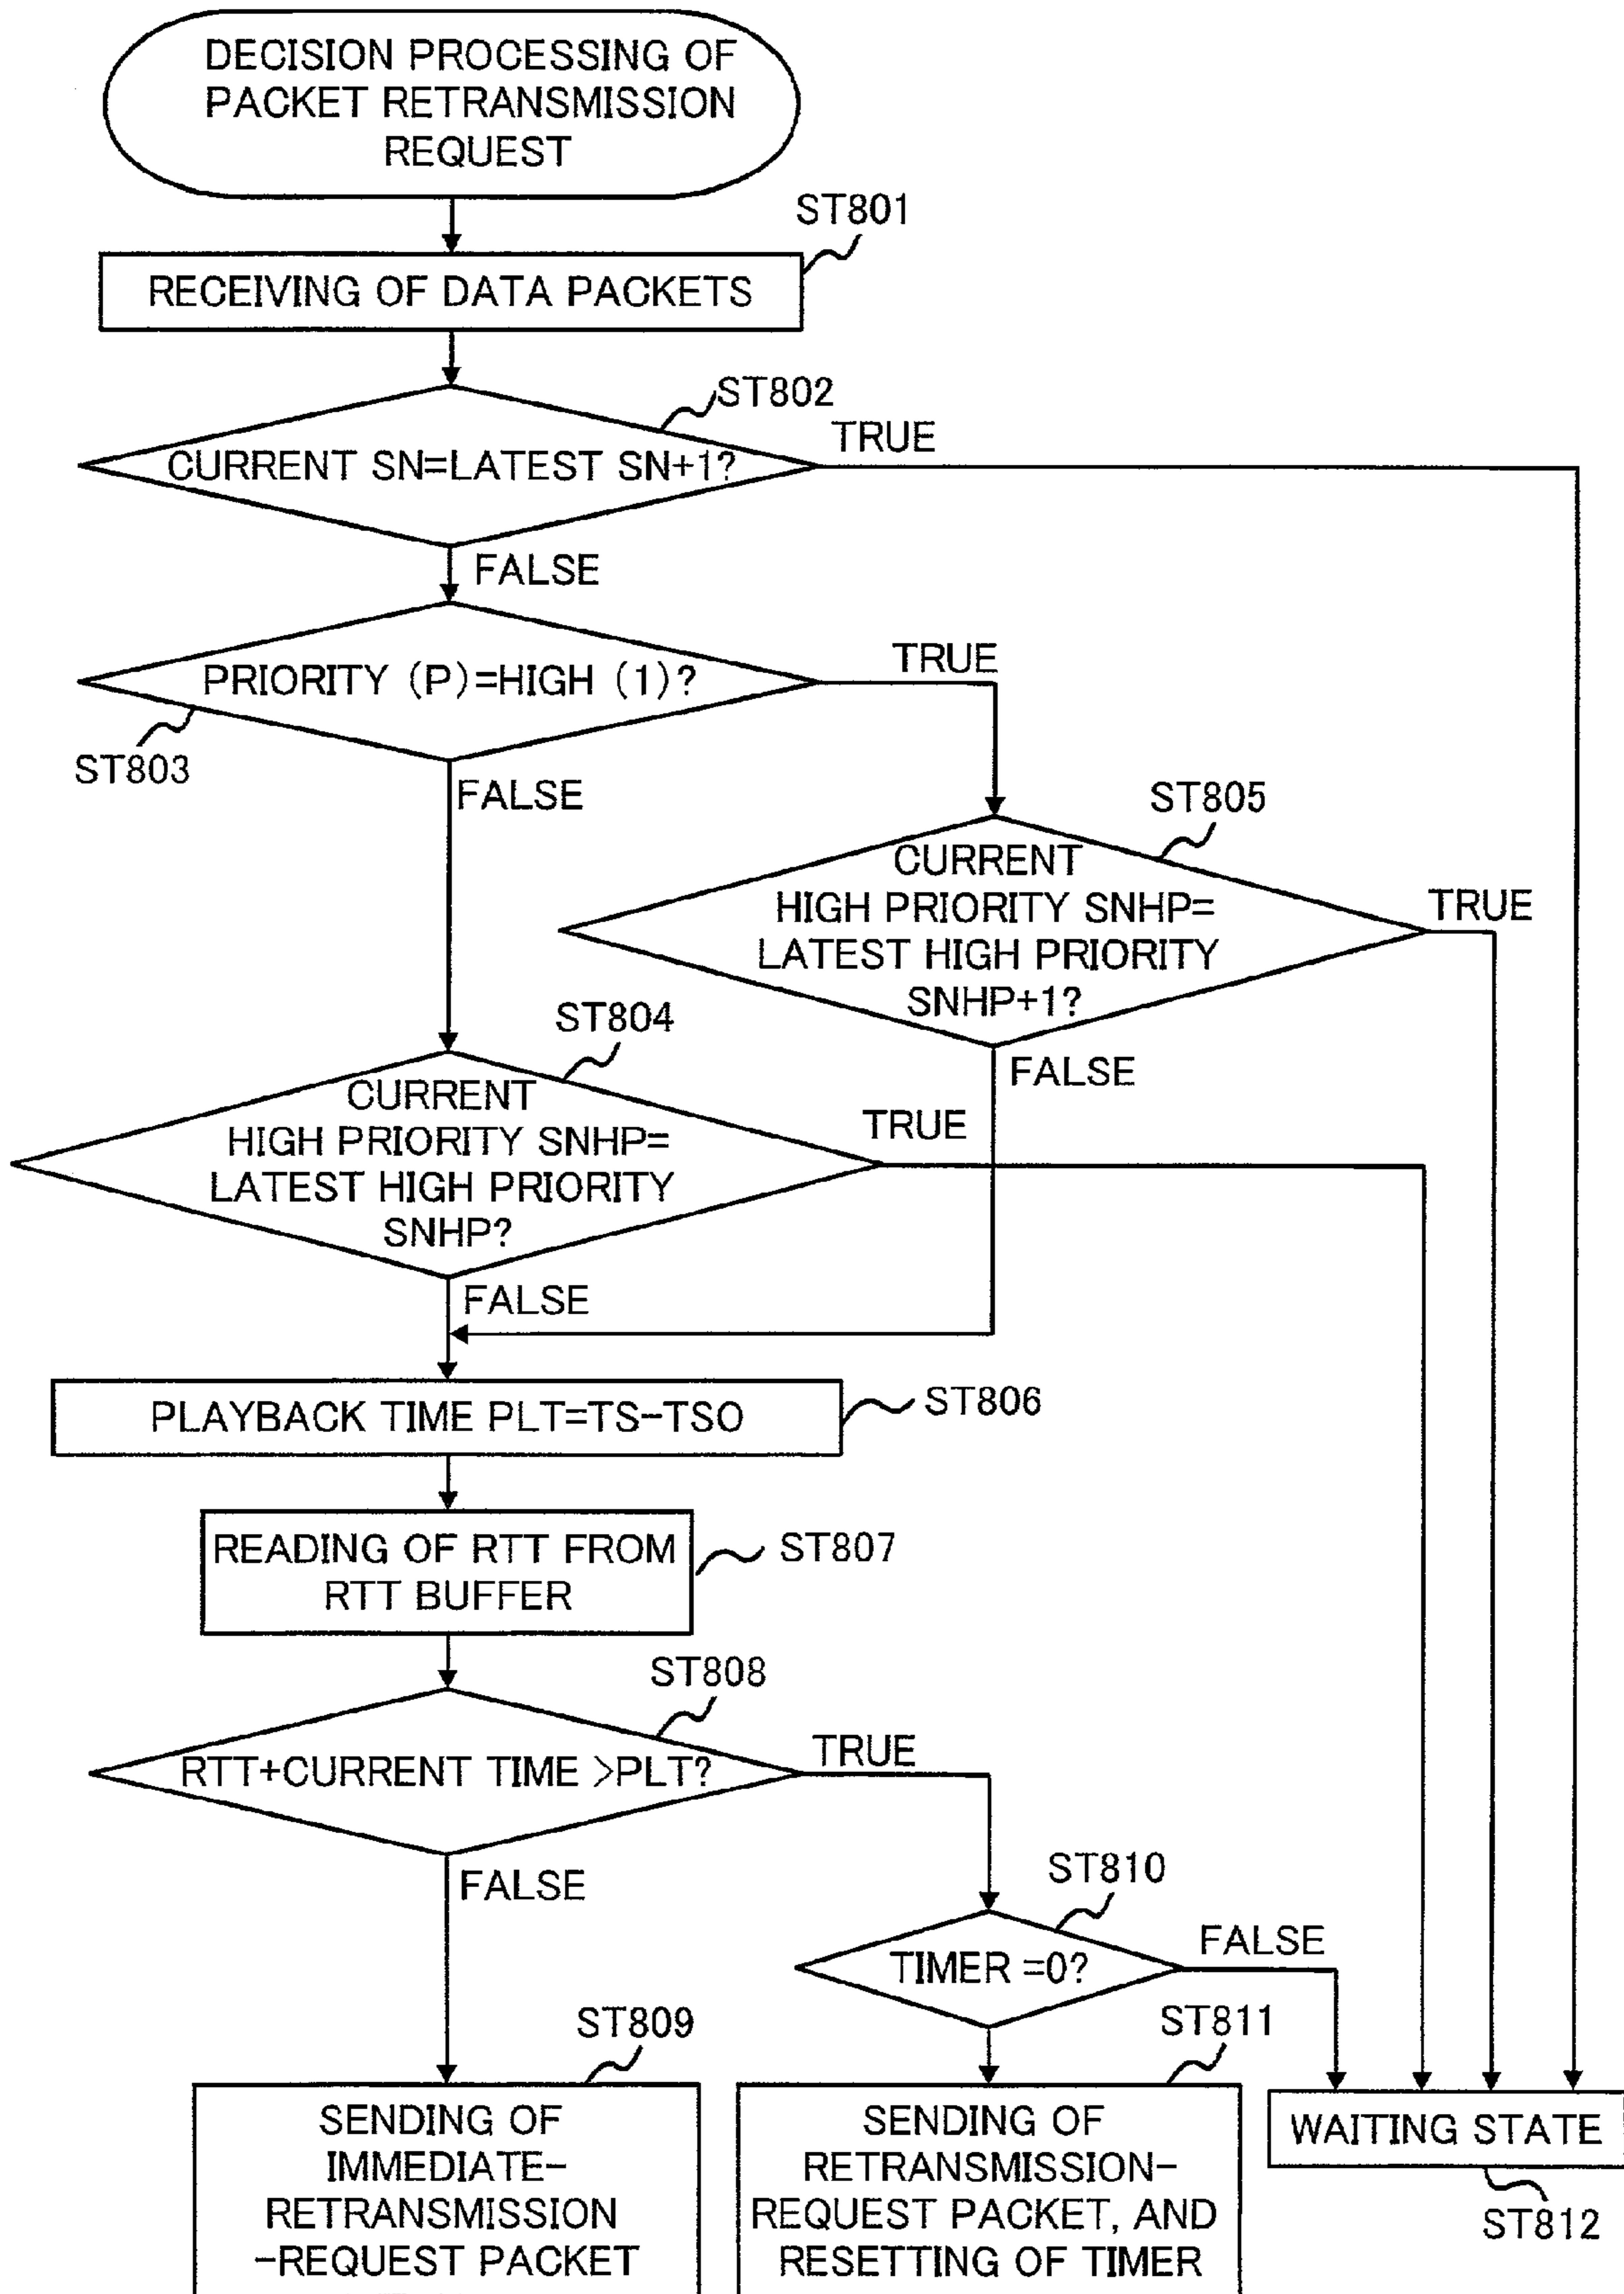 DECISION PROCESSING OF
PACKET RETRANSMISSION
REQUEST
ST801
RECEIVING OF DATA PACKETS
ST802
TRUE
CURRENT SN=LATEST SN+1?
FALSE
TRUE
PRIORITY (P)=HIGH (1)?
ST803
FALSE
ST805
CURRENT
HIGH PRIORITY SNHP=
LATEST HIGH PRIORITY
SNHP+1?
TRUE
FALSE
ST804
CURRENT
HIGH PRIORITY SNHP=
LATEST HIGH PRIORITY
SNHP?
TRUE
FALSE
PLAYBACK TIME PLT=TS-TSO
ST806
READING OF RTT FROM
RTT BUFFER
ST807
ST808
RTT+CURRENT TIME >PLT?
TRUE
FALSE
ST810
TIMER =0?
FALSE
ST809
SENDING OF
IMMEDIATE-
RETRANSMISSION
-REQUEST PACKET
ST811
SENDING OF
RETRANSMISSION-
REQUEST PACKET, AND
RESETTING OF TIMER
WAITING STATE
ST812